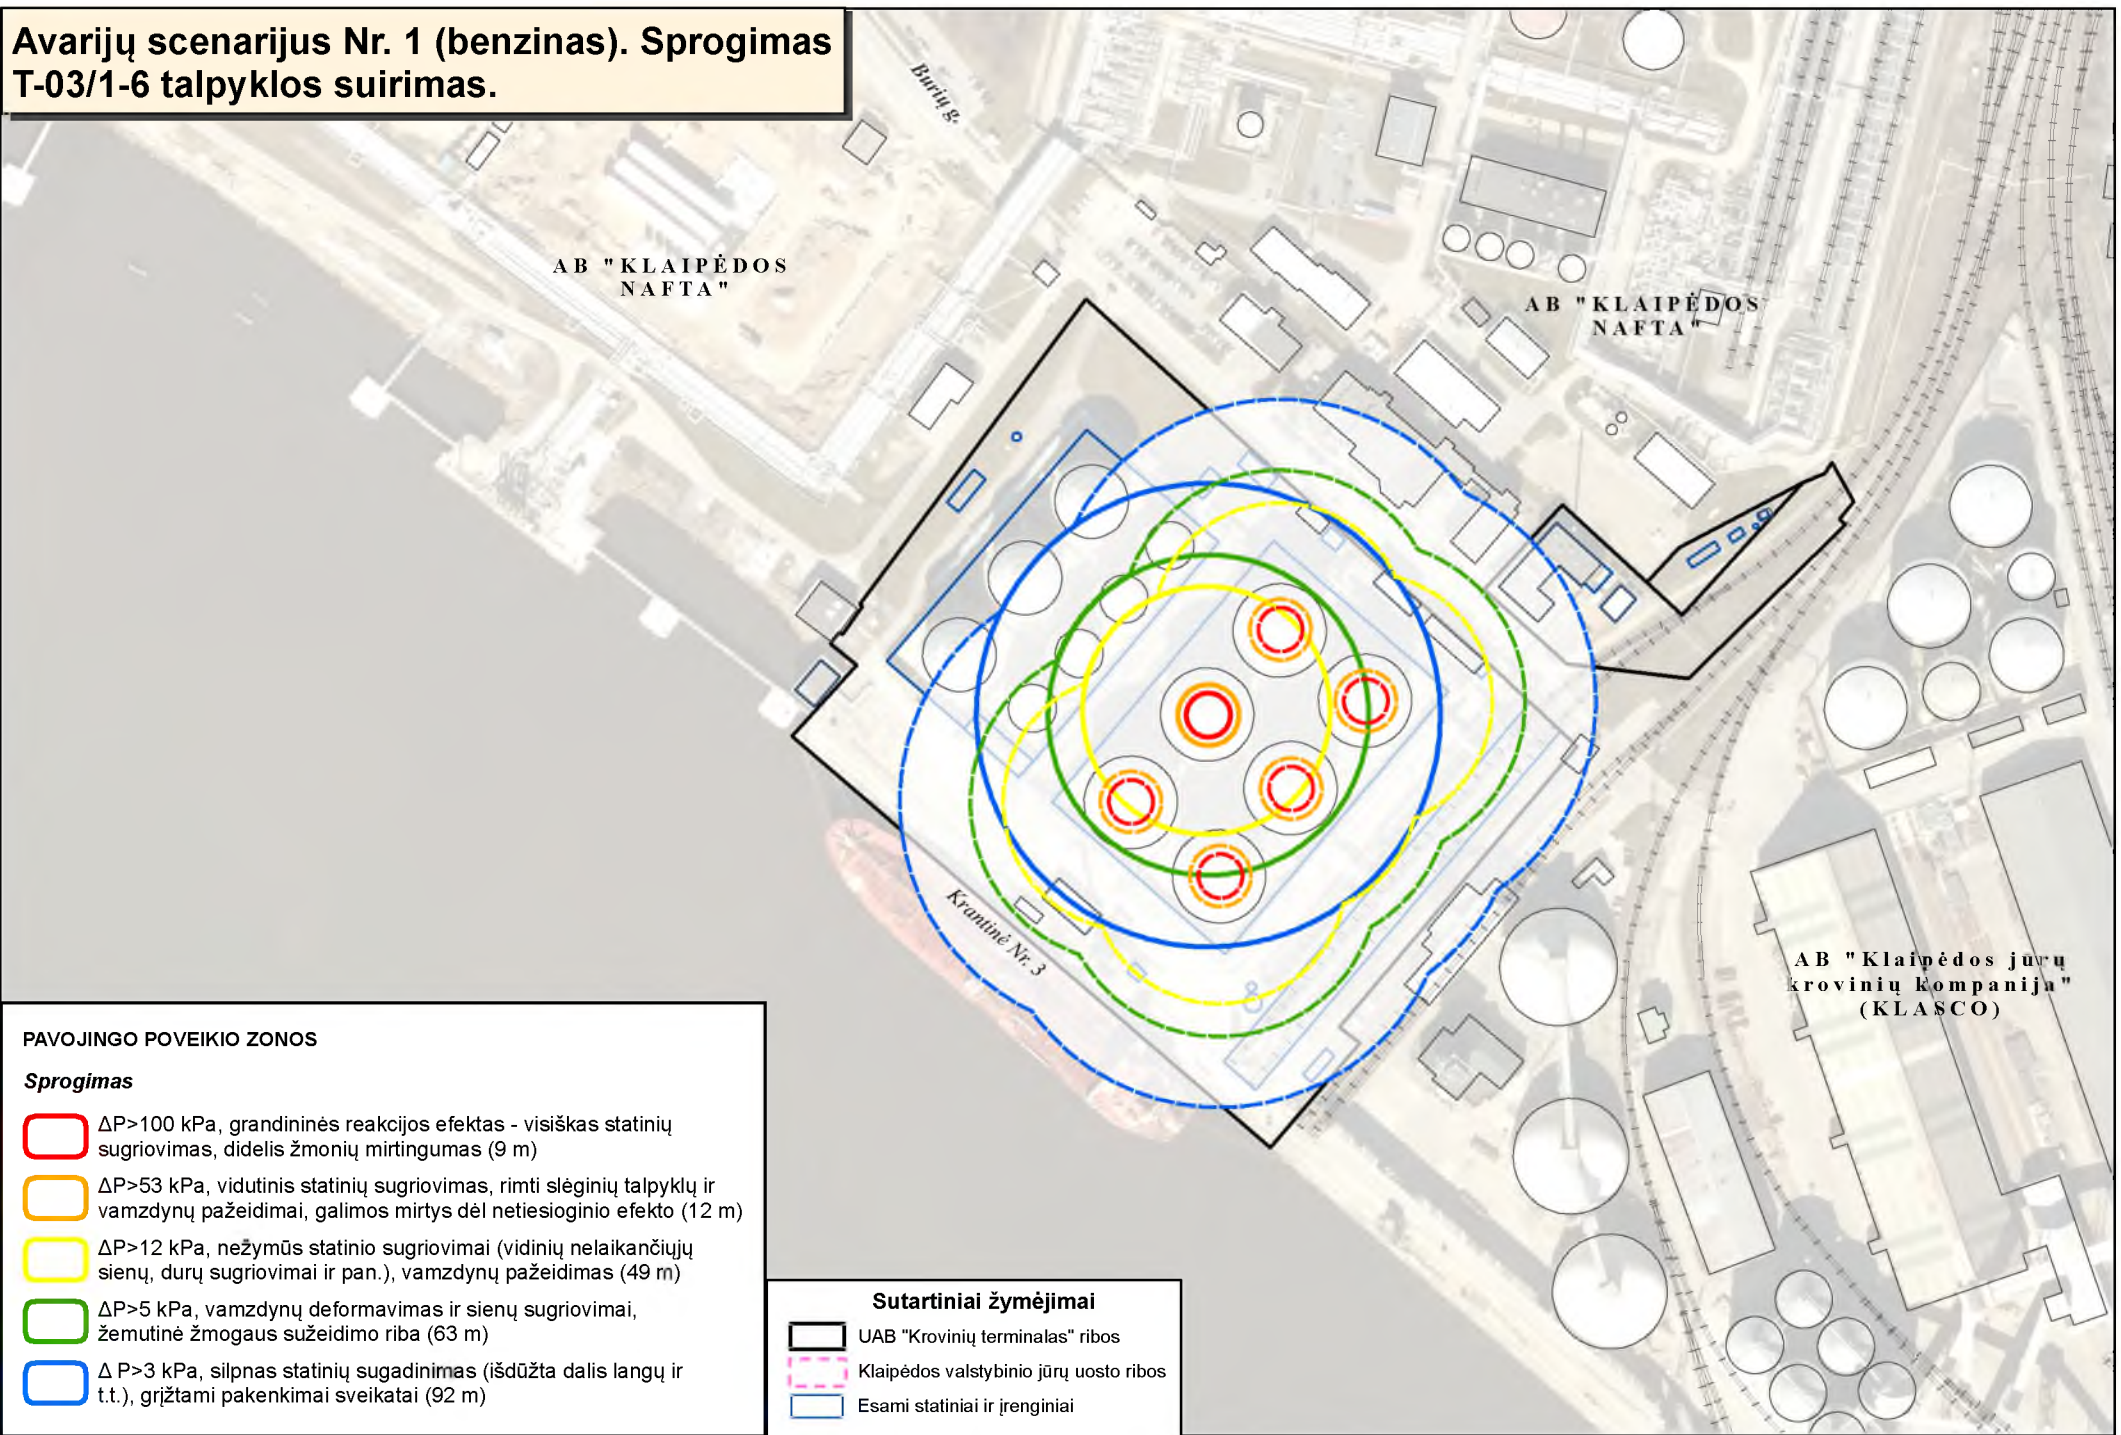 Avarijų scenarijus Nr. 1 (benzinas). Sprogimas
T-03/1-6 talpyklos suirimas.
Burių g.
AB "KLAIPĖDOS
NAFTA"
AB "KLAIPĖDOS
NAFTA"
Krantinė Nr. 3
AB "Klaipėdos jūrų
krovinių kompanija"
(KLASCO)
PAVOJINGO POVEIKIO ZONOS
Sprogimas
ΔP>100 kPa, grandininės reakcijos efektas - visiškas statinių
sugriovimas, didelis žmonių mirtingumas (9 m)
ΔP>53 kPa, vidutinis statinių sugriovimas, rimti slėginių talpyklų ir
vamzdynų pažeidimai, galimos mirtys dėl netiesioginio efekto (12 m)
ΔP>12 kPa, nežymūs statinio sugriovimai (vidinių nelaikančiųjų
sienų, durų sugriovimai ir pan.), vamzdynų pažeidimas (49 m)
ΔP>5 kPa, vamzdynų deformavimas ir sienų sugriovimai,
žemutinė žmogaus sužeidimo riba (63 m)
Δ P>3 kPa, silpnas statinių sugadinimas (išdūžta dalis langų ir
t.t.), grįžtami pakenkimai sveikatai (92 m)
Sutartiniai žymėjimai
UAB "Krovinių terminalas" ribos
Klaipėdos valstybinio jūrų uosto ribos
Esami statiniai ir įrenginiai